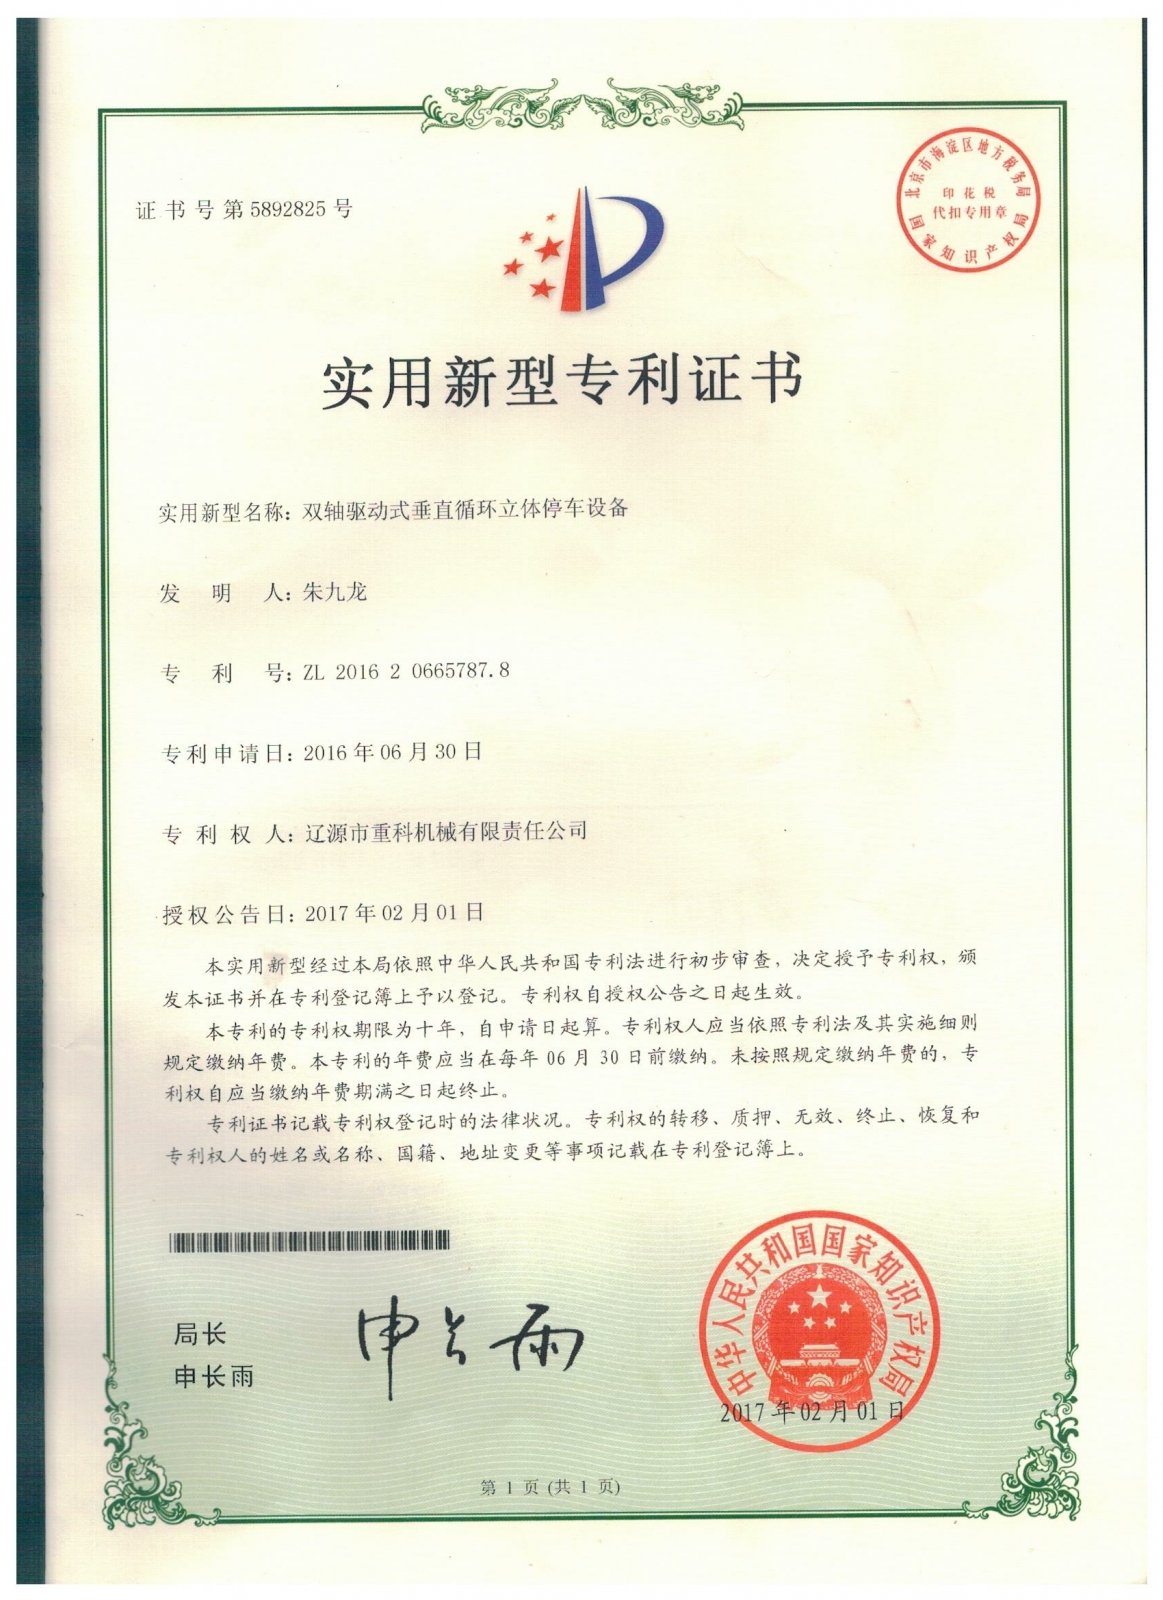 证书号第5892825号
北京市海淀区地方税务局
印花税
代扣专用章
国家知识产权局
实用新型专利证书
实用新型名称：双轴驱动式垂直循环立体停车设备
发明人：朱九龙
专利号：ZL 2016 2 0665787.8
专利申请日：2016年06月30日
专利权人：辽源市重科机械有限责任公司
授权公告日：2017年02月01日
本实用新型经过本局依照中华人民共和国专利法进行初步审查，决定授予专利权，颁
发本证书并在专利登记簿上予以登记。专利权自授权公告之日起生效。
本专利的专利权期限为十年，自申请日起算。专利权人应当依照专利法及其实施细则
规定缴纳年费。本专利的年费应当在每年06月30日前缴纳。未按照规定缴纳年费的，专
利权自应当缴纳年费期满之日起终止。
专利证书记载专利权登记时的法律状况。专利权的转移、质押、无效、终止、恢复和
专利权人的姓名或名称、国籍、地址变更等事项记载在专利登记簿上。
局长
申长雨
申长雨
中华人民共和国国家知识产权局
2017年02月01日
第1页(共1页)